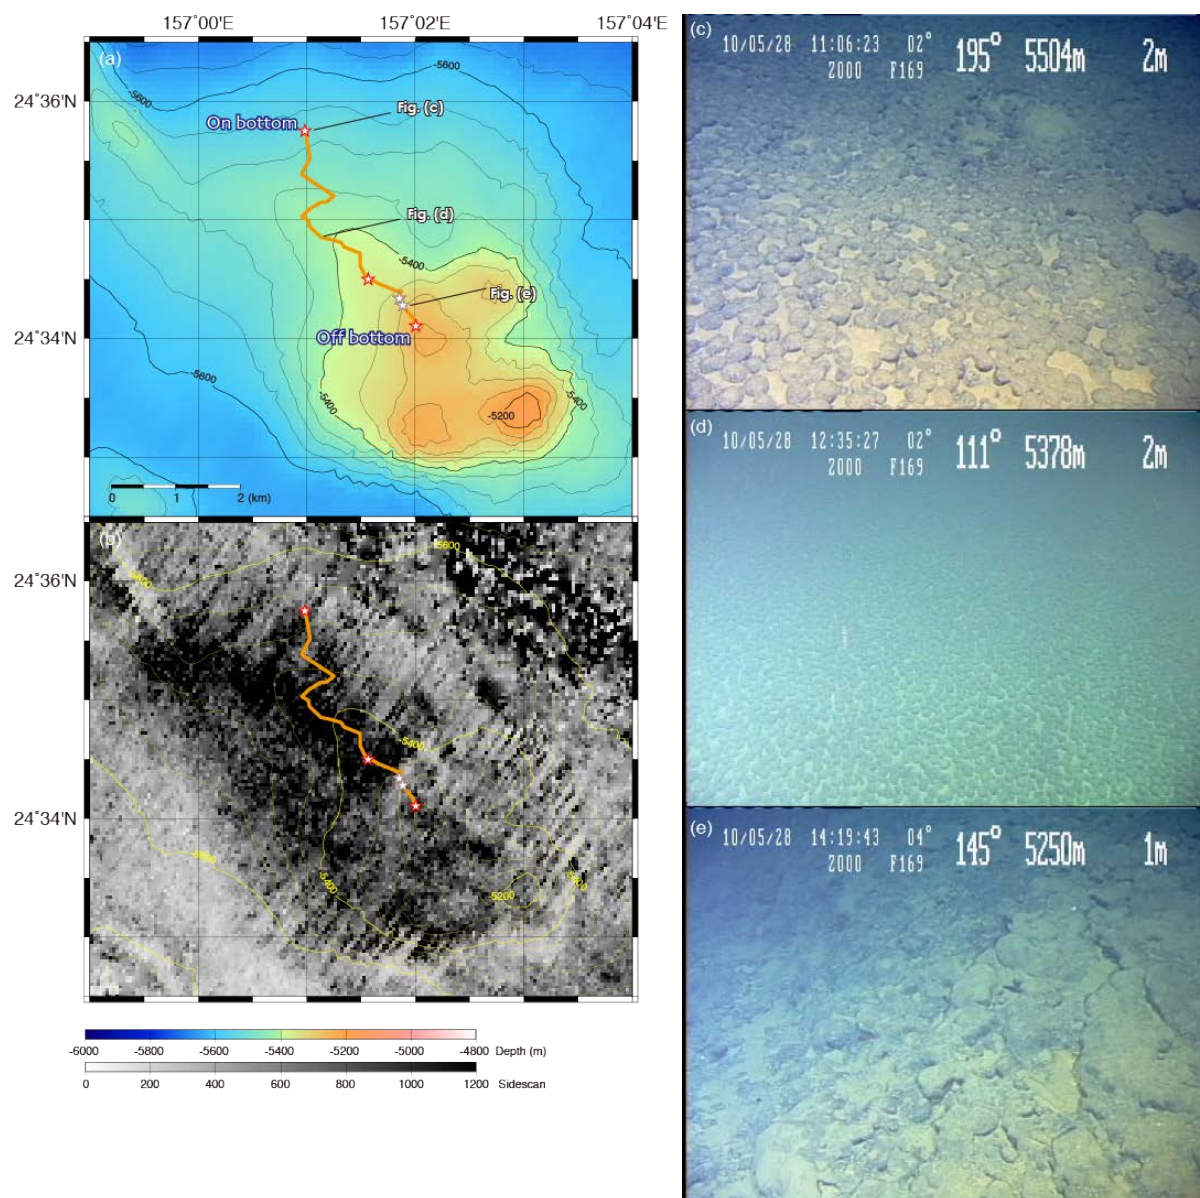 157°00'E
157°02'E
157°04'E
(a)
-5600
-5600
24°36'N
On bottom
Fig. (c)
Fig. (d)
-5400
Fig. (e)
24°34'N
Off bottom
-5600
-5400
-5400
-5200
0 1 2 (km)
(b)
-5600
-5600
24°36'N
-5400
24°34'N
-5400
-5200
-6000 -5800 -5600 -5400 -5200 -5000 -4800 Depth (m)
0 200 400 600 800 1000 1200 Sidescan
(c)
10/05/28 11:06:23 02° 195° 5504m 2m
2000 F169
(d)
10/05/28 12:35:27 02° 111° 5378m 2m
2000 F169
(e)
10/05/28 14:19:43 04° 145° 5250m 1m
2000 F169